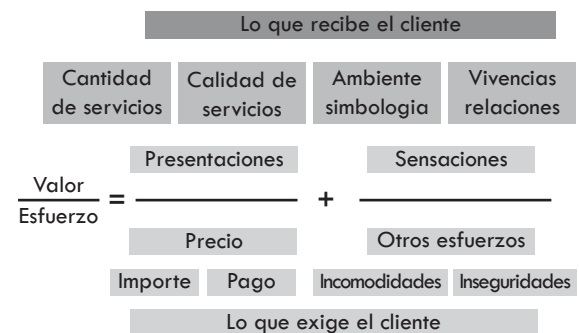 Lo que recibe el cliente
Cantidad de servicios
Calidad de servicios
Ambiente simbologia
Vivencias relaciones
Presentaciones
Sensaciones
Valor
Esfuerzo
=
+
Precio
Otros esfuerzos
Importe
Pago
Incomodidades
Inseguridades
Lo que exige el cliente